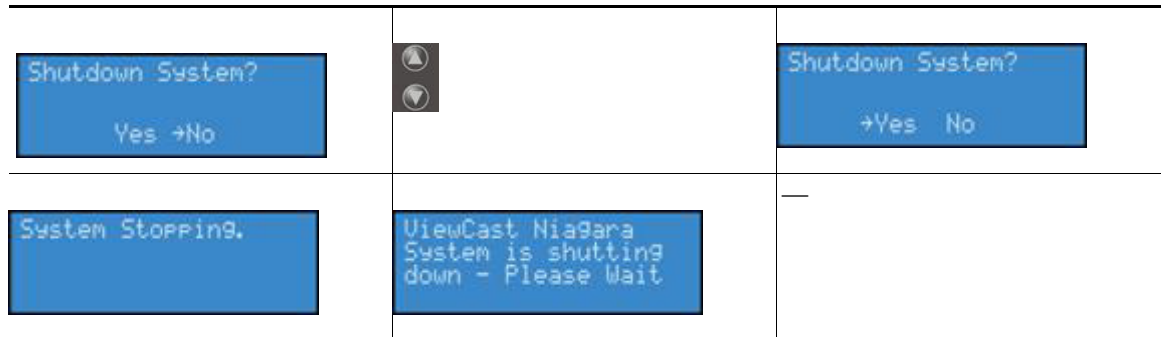 Shutdown System?
Yes →No
Shutdown System?
→Yes No
System Stopping.
ViewCast Niagara
System is shutting
down - Please Wait
—